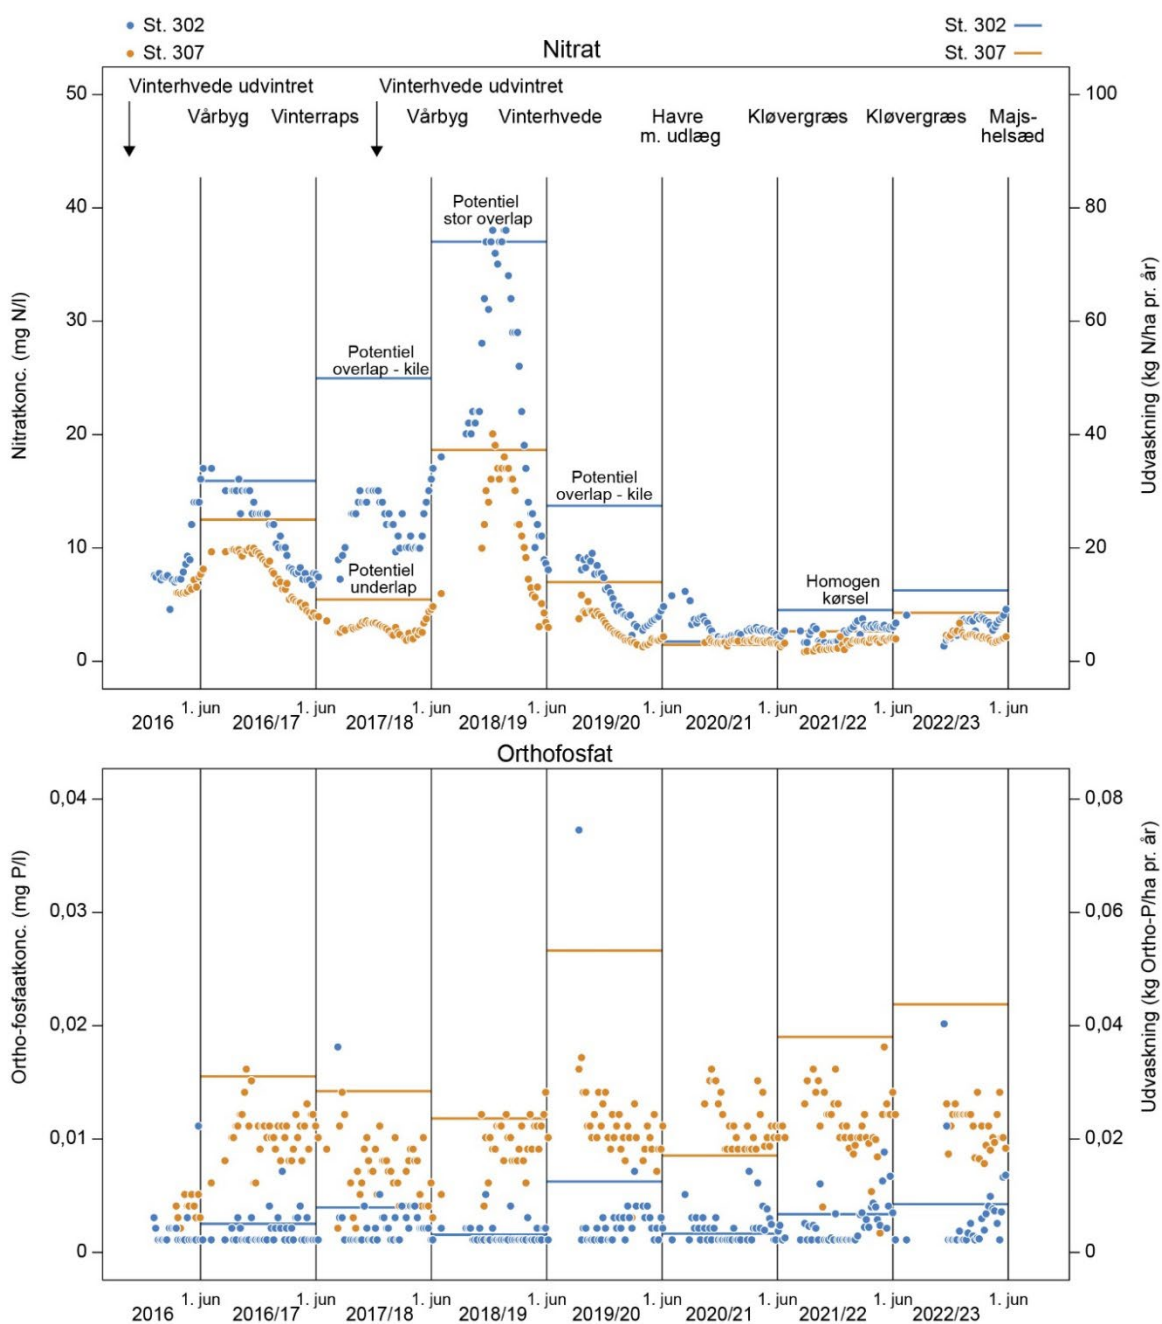 St. 302
St. 307
Nitrat
St. 302
St. 307
Vinterhvede udvintret
Vinterhvede udvintret
Vårbyg
Vinterraps
Vårbyg
Vinterhvede
Havre
m. udlæg
Kløvergræs
Kløvergræs
Majs-
helsæd
Potentiel
stor overlap
Potentiel
overlap - kile
Potentiel
underlap
Potentiel
overlap - kile
Homogen
kørsel
Nitratkonc. (mg N/l)
50
40
30
20
10
0
Udvaskning (kg N/ha pr. år)
100
80
60
40
20
0
1. jun 1. jun 1. jun 1. jun 1. jun 1. jun 1. jun 1. jun
2016 2016/17 2017/18 2018/19 2019/20 2020/21 2021/22 2022/23
Orthofosfat
Ortho-fosfaatkonc. (mg P/l)
0,04
0,03
0,02
0,01
0
Udvaskning (kg Ortho-P/ha pr. år)
0,08
0,06
0,04
0,02
0
1. jun 1. jun 1. jun 1. jun 1. jun 1. jun 1. jun 1. jun
2016 2016/17 2017/18 2018/19 2019/20 2020/21 2021/22 2022/23